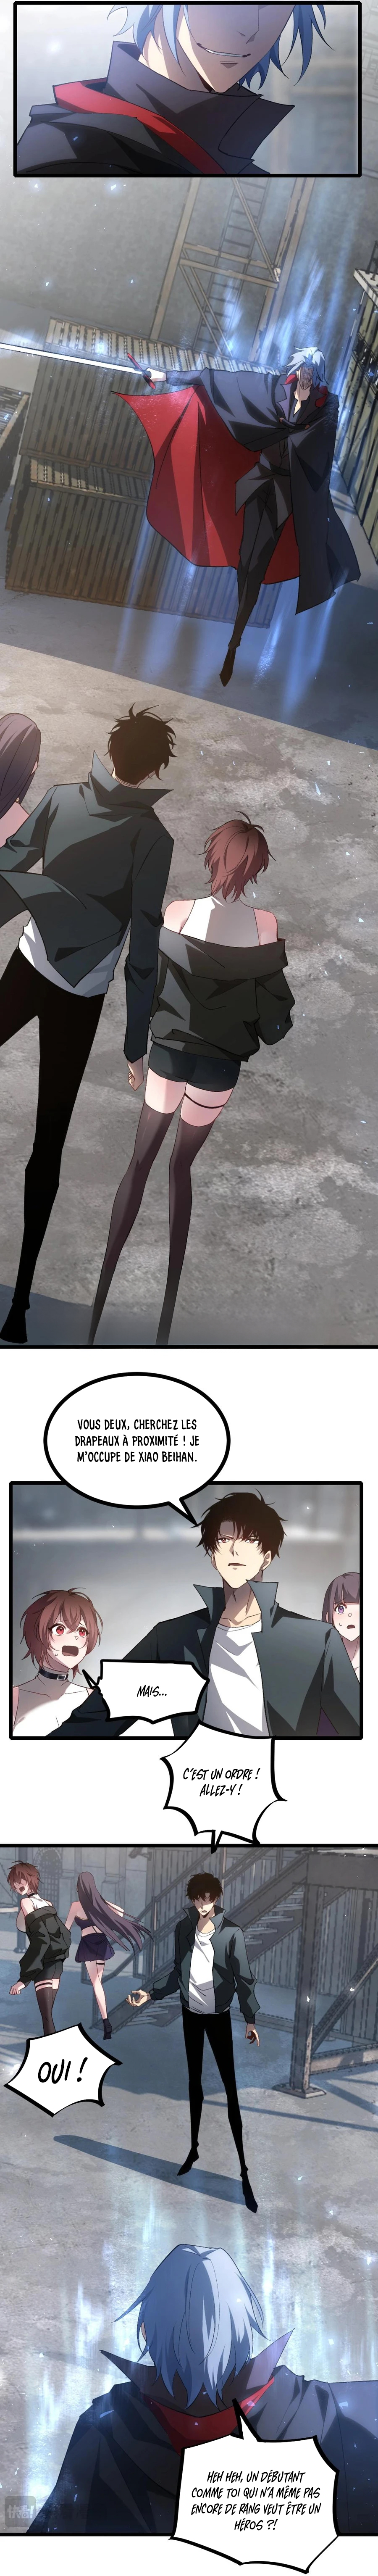 VOUS DEUX, CHERCHEZ LES
DRAPEAUX À PROXIMITÉ ! JE
M'OCCUPE DE XIAO BEIHAN.
MAIS...
C'EST UN ORDRE !
ALLEZ-Y !
OUI !
HEH HEH, UN DÉBUTANT
COMME TOI QUI N'A MÊME PAS
ENCORE DE RANG VEUT ÊTRE UN
HÉROS ?!